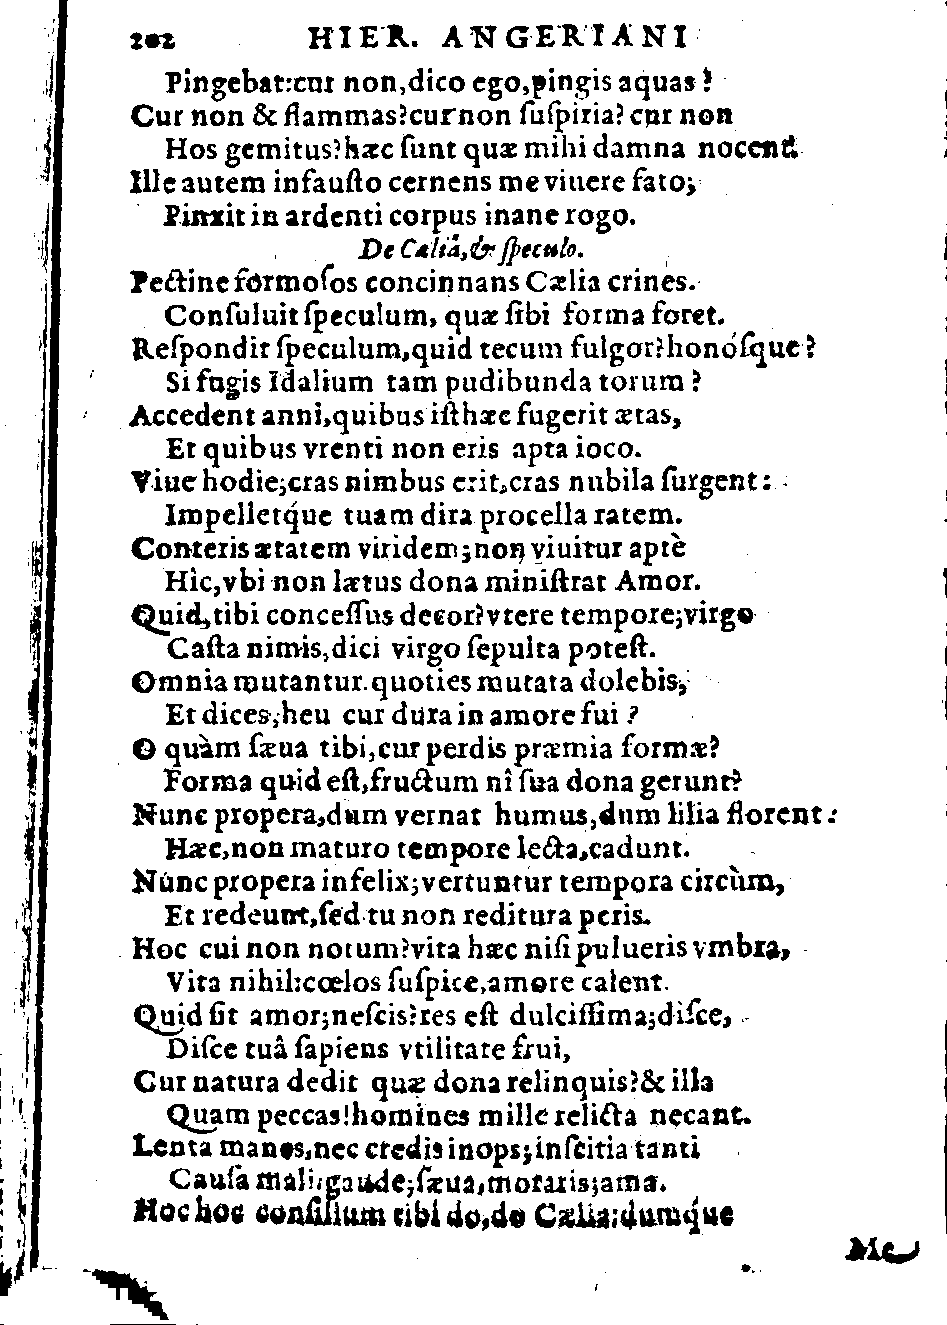 202 HIER. ANGERIANI
Pingebat:cur non,dico ego,pingis aquas?
Cur non & flammas?cur non ſuſpiria? cur non
Hos gemitus?hæc ſunt quæ mihi damna nocent.
Ille autem infauſto cernens me viuere fato;
Pinxit in ardenti corpus inane rogo.
De Cæliâ,& ſpeculo.
Pectine formoſos concinnans Cælia crines.
Conſuluit ſpeculum, quæ ſibi forma foret.
Reſpondit ſpeculum,quid tecum fulgor?honóſque?
Si fugis Idalium tam pudibunda torum?
Accedent anni,quibus iſthæc fugerit ætas,
Et quibus vrenti non eris apta ioco.
Viue hodie;cras nimbus erit,cras nubila ſurgent:
Impelletq́ue tuam dira procella ratem.
Conteris ætatem viridem;non viuitur aptè
Hîc,vbi non lætus dona miniſtrat Amor.
Quid,tibi conceſſus decor?vtere tempore;virgo
Caſta nimis,dici virgo ſepulta poteſt.
Omnia mutantur.quoties mutata dolebis,
Et dices,heu cur dura in amore fui?
O quàm ſæua tibi,cur perdis præmia formæ?
Forma quid eſt,fructum nî ſua dona gerunt?
Nunc propera,dum vernat humus,dum lilia florent:
Hæc,non maturo tempore lecta,cadunt.
Nunc propera infelix;vertuntur tempora circùm,
Et redeunt,ſed tu non reditura peris.
Hoc cui non notum?vita hæc niſi pulueris vmbra,
Vita nihil:cœlos ſuſpice,amore calent.
Quid ſit amor;neſcis?res eſt dulciſſima;diſce,
Diſce tuâ ſapiens vtilitate frui,
Cur natura dedit quæ dona relinquis?& illa
Quam peccas!homines mille relicta necant.
Lenta manes,nec credis inops;inſcitia tanti
Cauſa mali,gaude;ſæua,moraris;ama.
Hoc hoc conſilium tibi do,do Cælia;dumq́ue
Me